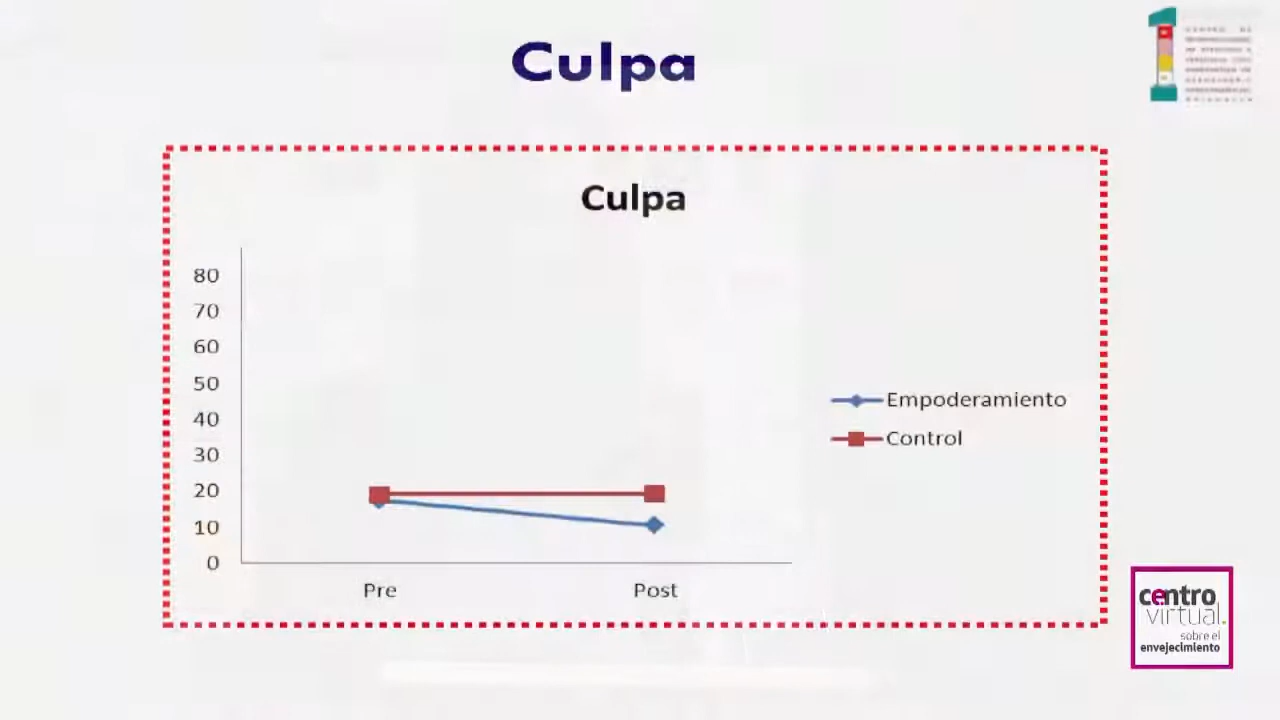 Culpa
Culpa
80
70
60
50
40
30
20
10
0
Pre
Post
Empoderamiento
Control
centro
virtual.
sobre el
envejecimiento